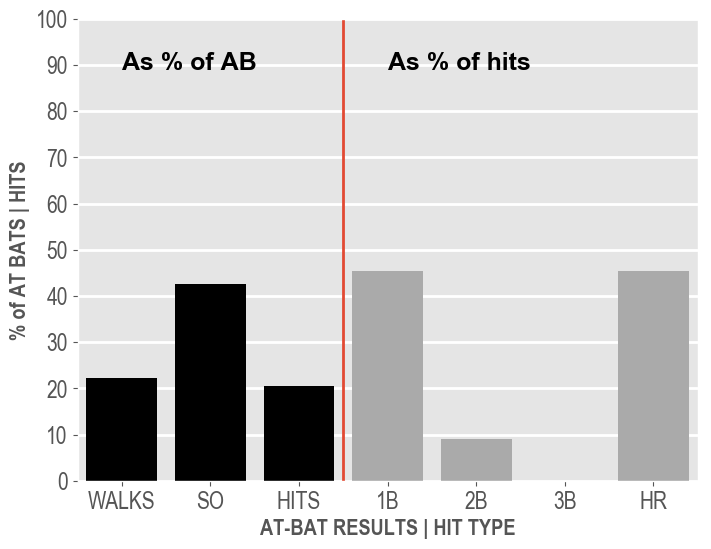 100
90
80
70
60
50
40
30
20
10
0
% of AT BATS | HITS
As % of AB
As % of hits
WALKS SO HITS 1B 2B 3B HR
AT-BAT RESULTS | HIT TYPE